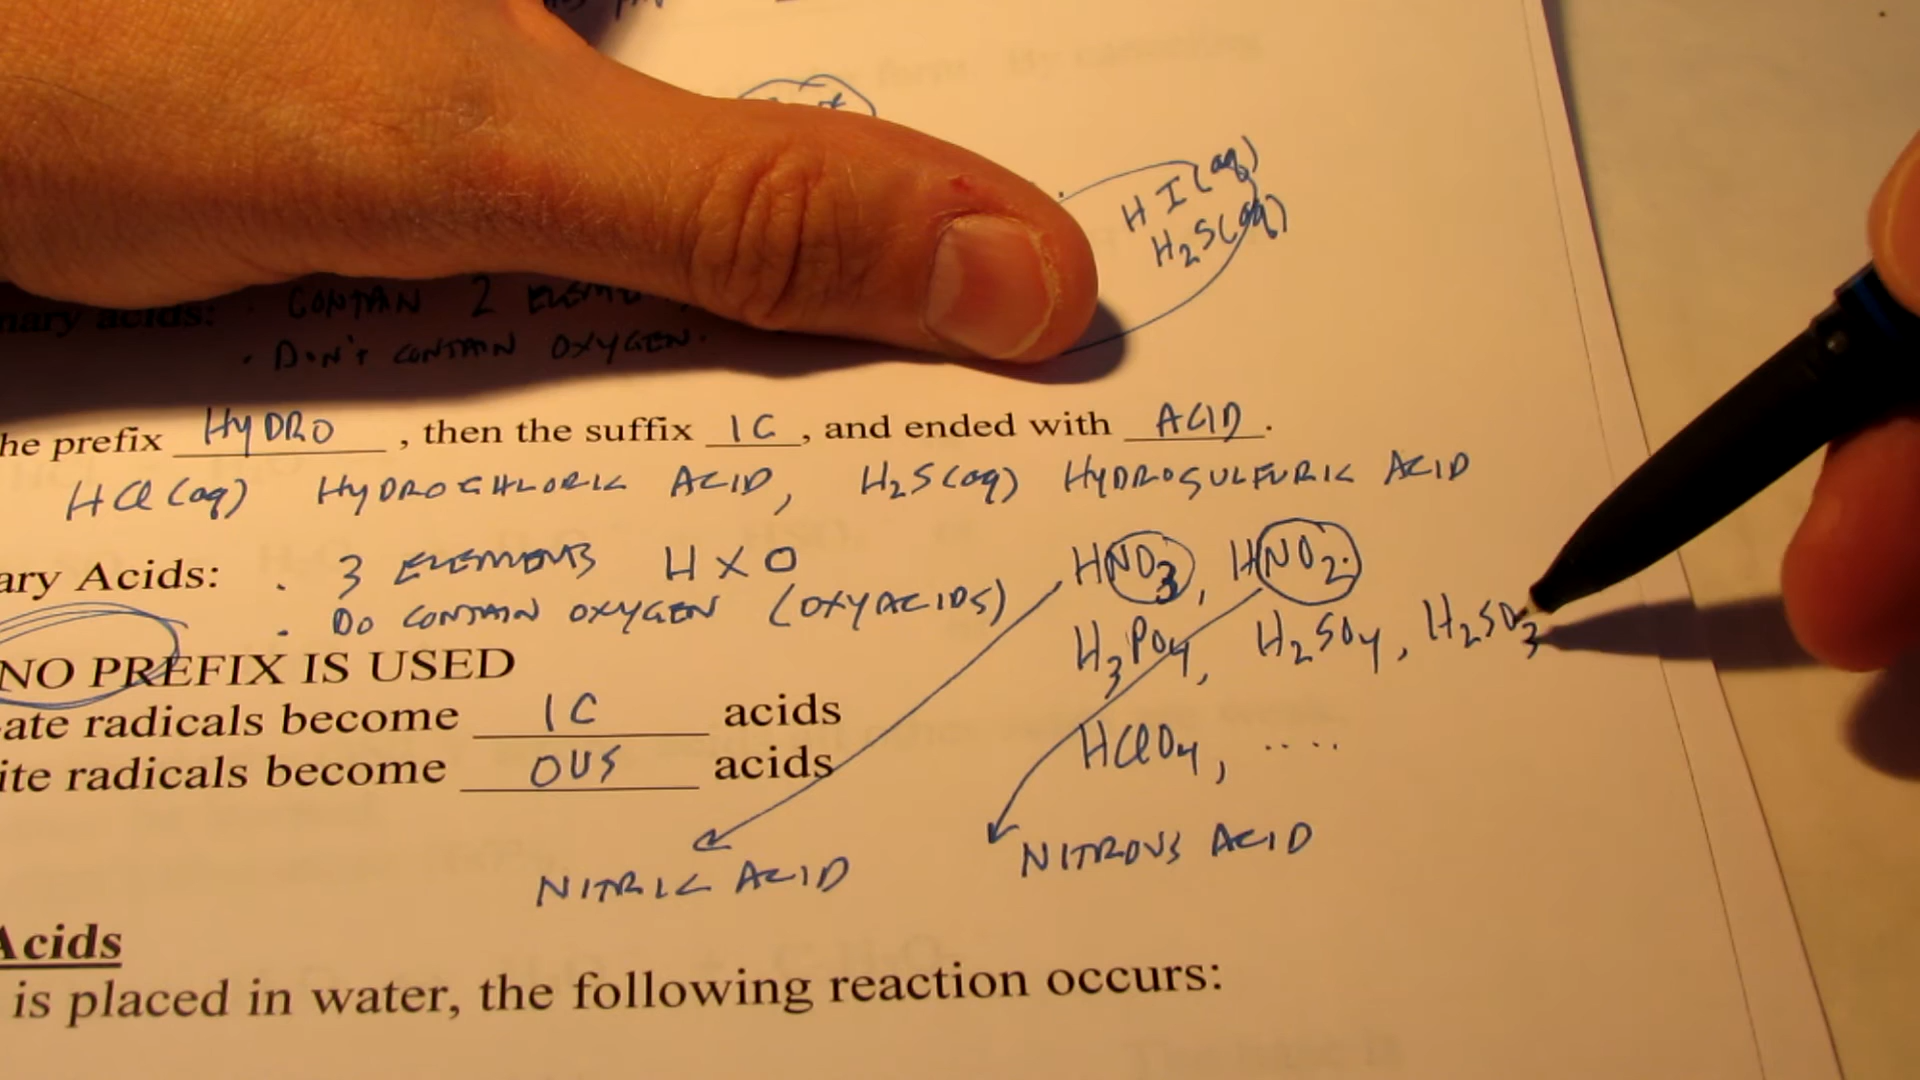 HI(aq)
H₂S(aq)
acids: · CONTAIN 2
· DON'T CONTAIN OXYGEN.
he prefix HYDRO, then the suffix IC, and ended with ACID.
HCl(aq) HYDROCHLORIC ACID, H₂S(aq) HYDROSULFURIC ACID
ary Acids: · 3 ELEMENTS H X O HNO₃, HNO₂
· DO CONTAIN OXYGEN (OXYACIDS) H₃PO₄, H₂SO₄, H₂SO₃
NO PREFIX IS USED
ate radicals become IC acids HClO₄, .....
ite radicals become OUS acids
NITRIC ACID NITROUS ACID
Acids
is placed in water, the following reaction occurs: